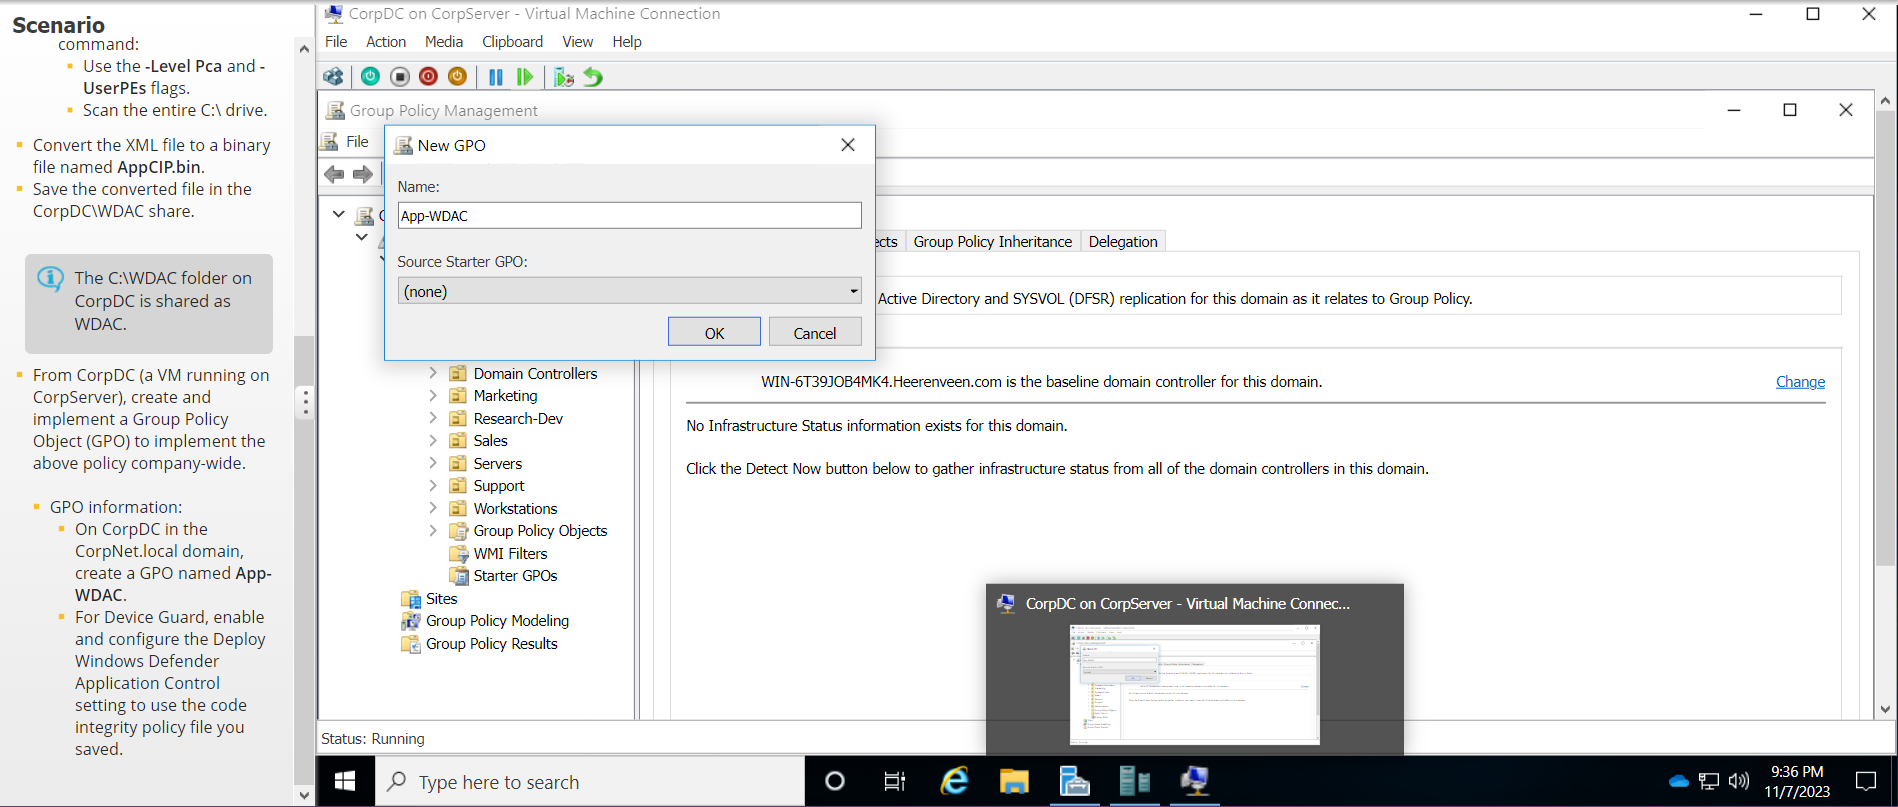 Scenario
command:
Use the -Level Pca and -
UserPEs flags.
Scan the entire C:\ drive.
Convert the XML file to a binary
file named AppCIP.bin.
Save the converted file in the
CorpDC\WDAC share.
The C:\WDAC folder on
CorpDC is shared as
WDAC.
From CorpDC (a VM running on
CorpServer), create and
implement a Group Policy
Object (GPO) to implement the
above policy company-wide.
GPO information:
On CorpDC in the
CorpNet.local domain,
create a GPO named App-
WDAC.
For Device Guard, enable
and configure the Deploy
Windows Defender
Application Control
setting to use the code
integrity policy file you
saved.
CorpDC on CorpServer - Virtual Machine Connection
File Action Media Clipboard View Help
Group Policy Management
File
New GPO
Name:
App-WDAC
Source Starter GPO:
(none)
OK Cancel
ects Group Policy Inheritance Delegation
Active Directory and SYSVOL (DFSR) replication for this domain as it relates to Group Policy.
WIN-6T39JOB4MK4.Heerenveen.com is the baseline domain controller for this domain.
Change
No Infrastructure Status information exists for this domain.
Click the Detect Now button below to gather infrastructure status from all of the domain controllers in this domain.
Domain Controllers
Marketing
Research-Dev
Sales
Servers
Support
Workstations
Group Policy Objects
WMI Filters
Starter GPOs
Sites
Group Policy Modeling
Group Policy Results
CorpDC on CorpServer - Virtual Machine Connec...
Status: Running
Type here to search
9:36 PM
11/7/2023